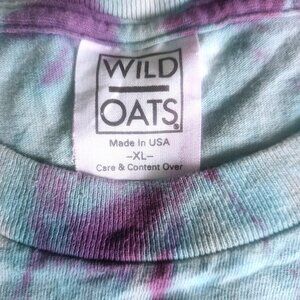 WILD
OATS®
Made In USA
-XL-
Care & Content Over